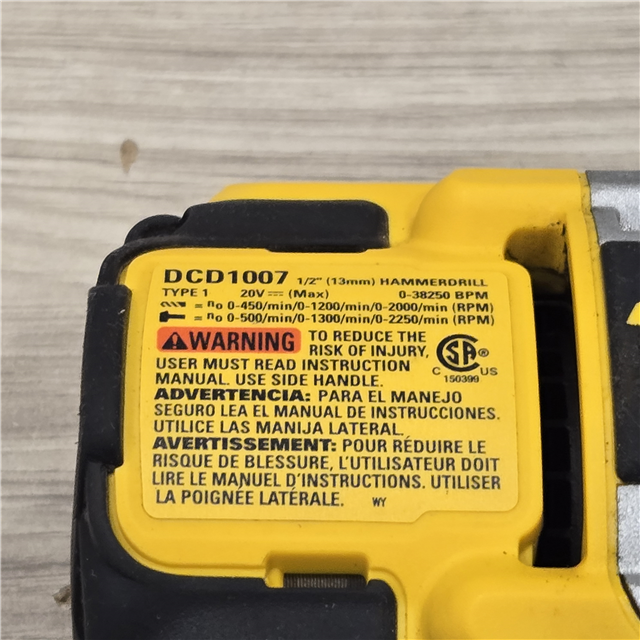 DCD1007 1/2" (13mm) HAMMERDRILL
TYPE 1 20V ⎓ (Max) 0-38250 BPM
= no 0-450/min/0-1200/min/0-2000/min (RPM)
= no 0-500/min/0-1300/min/0-2250/min (RPM)
WARNING TO REDUCE THE
RISK OF INJURY,
USER MUST READ INSTRUCTION
MANUAL. USE SIDE HANDLE.
CSA®
C US
150399
ADVERTENCIA: PARA EL MANEJO
SEGURO LEA EL MANUAL DE INSTRUCCIONES.
UTILICE LAS MANIJA LATERAL.
AVERTISSEMENT: POUR RÉDUIRE LE
RISQUE DE BLESSURE, L'UTILISATEUR DOIT
LIRE LE MANUEL D'INSTRUCTIONS. UTILISER
LA POIGNEE LATÉRALE. WY